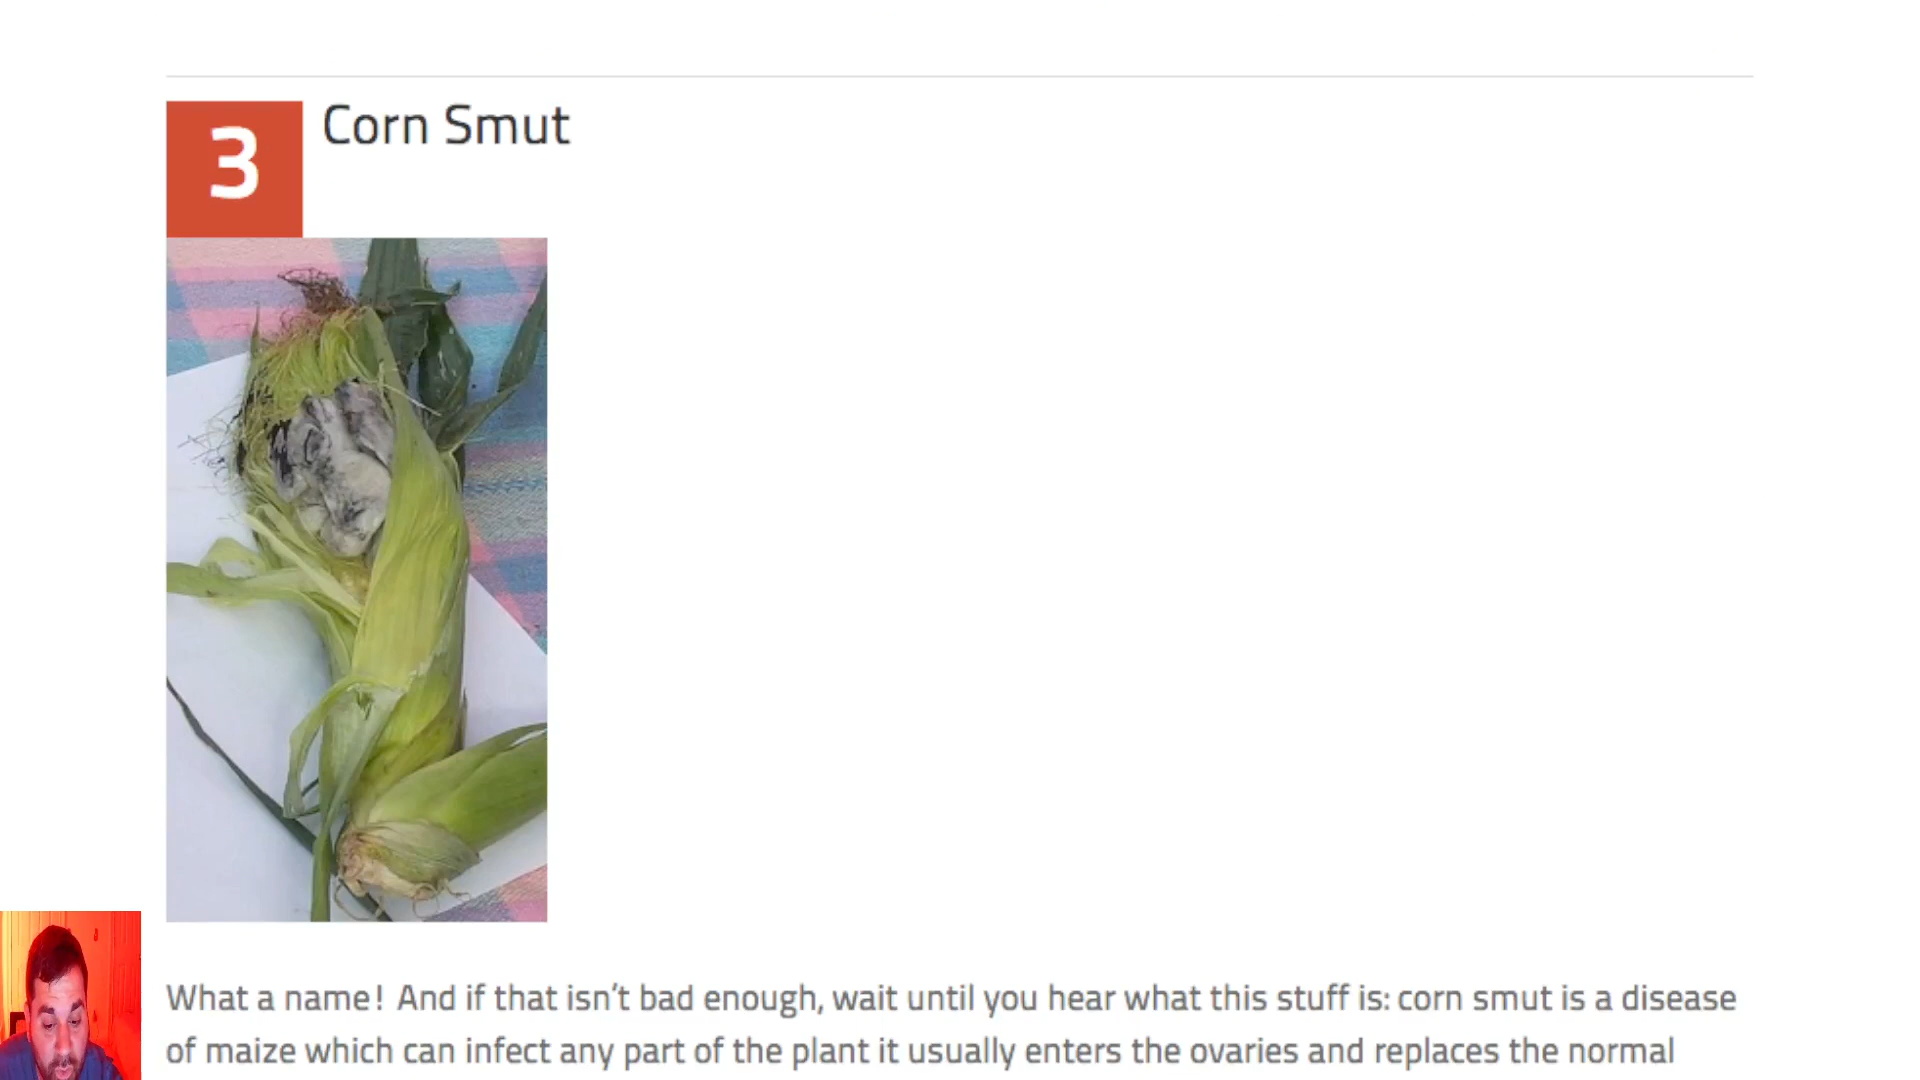 3
Corn Smut
What a name! And if that isn't bad enough, wait until you hear what this stuff is: corn smut is a disease
of maize which can infect any part of the plant it usually enters the ovaries and replaces the normal